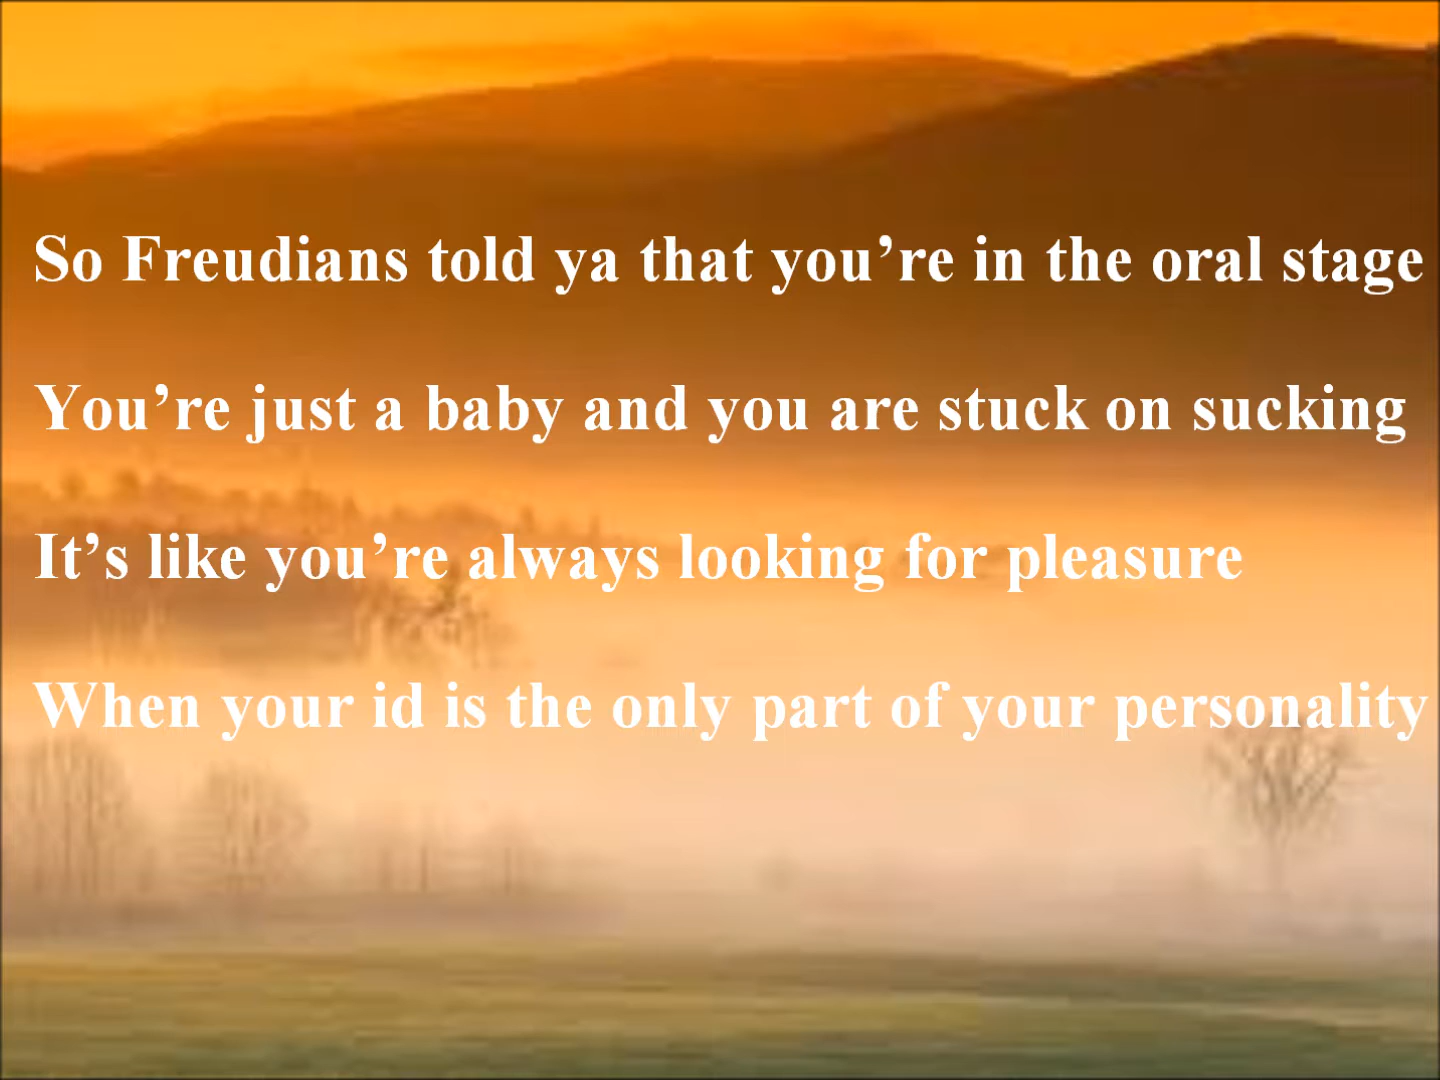 So Freudians told ya that you’re in the oral stage
You’re just a baby and you are stuck on sucking
It’s like you’re always looking for pleasure
When your id is the only part of your personality